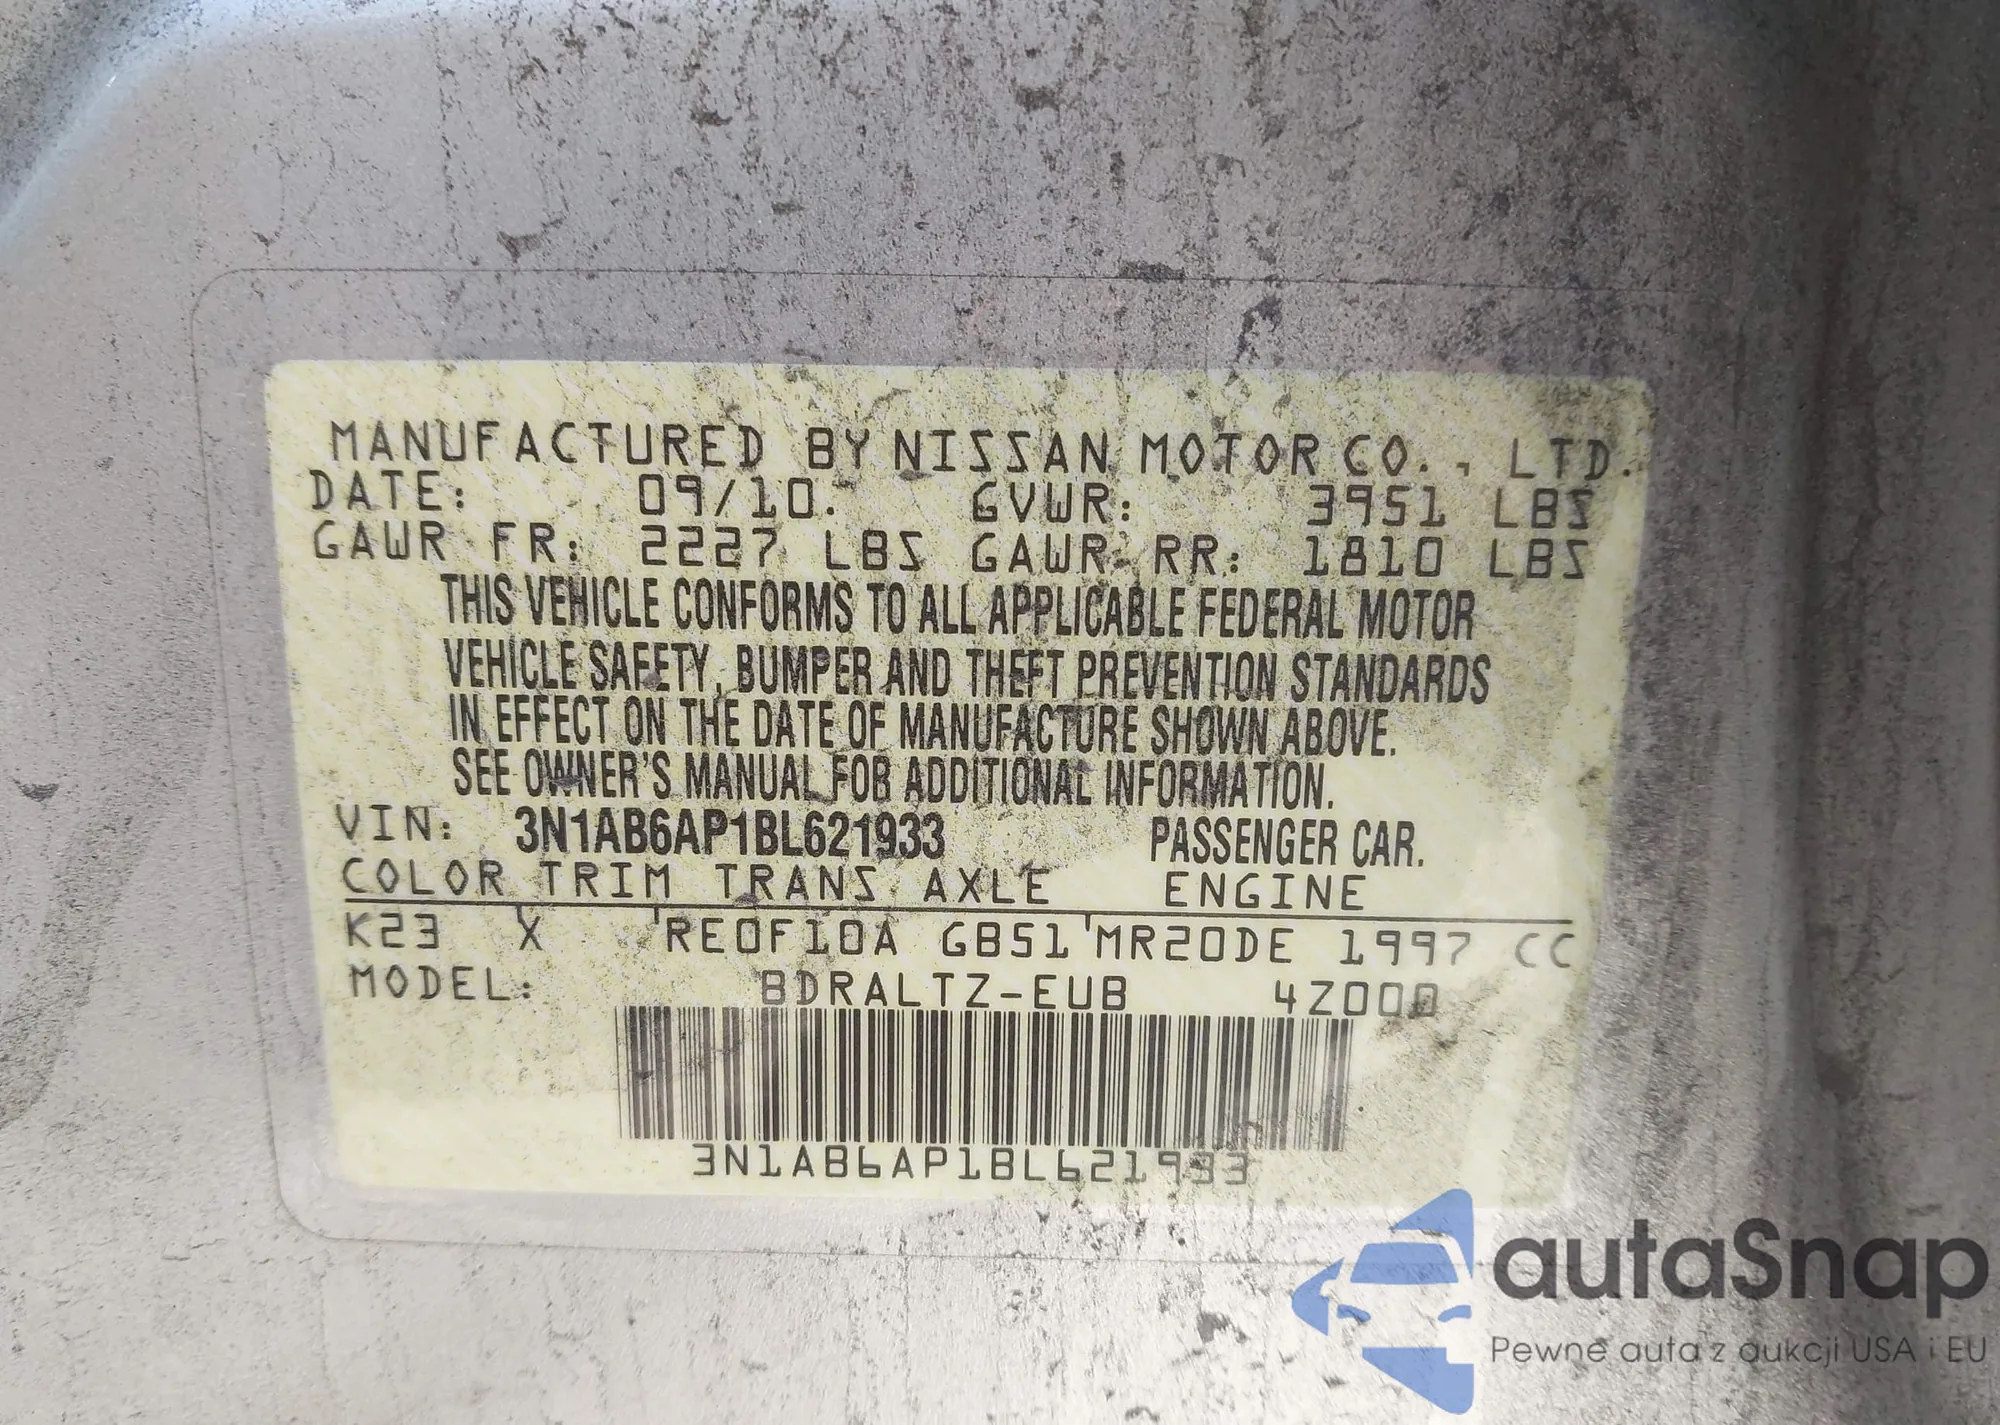 MANUFACTURED BY NISSAN MOTOR CO., LTD.
DATE: 09/10. GVWR: 3951 LBS
GAWR FR: 2227 LBS GAWR RR: 1810 LBS
THIS VEHICLE CONFORMS TO ALL APPLICABLE FEDERAL MOTOR
VEHICLE SAFETY, BUMPER AND THEFT PREVENTION STANDARDS
IN EFFECT ON THE DATE OF MANUFACTURE SHOWN ABOVE.
SEE OWNER'S MANUAL FOR ADDITIONAL INFORMATION.
VIN: 3N1AB6AP1BL621933 PASSENGER CAR.
COLOR TRIM TRANS AXLE ENGINE
K23 X RE0F10A GB51 MR20DE 1997 CC
MODEL: BDRALTZ-EUB 4Z000
3N1AB6AP1BL621933
autaSnap
Pewne auta z aukcji USA i EU